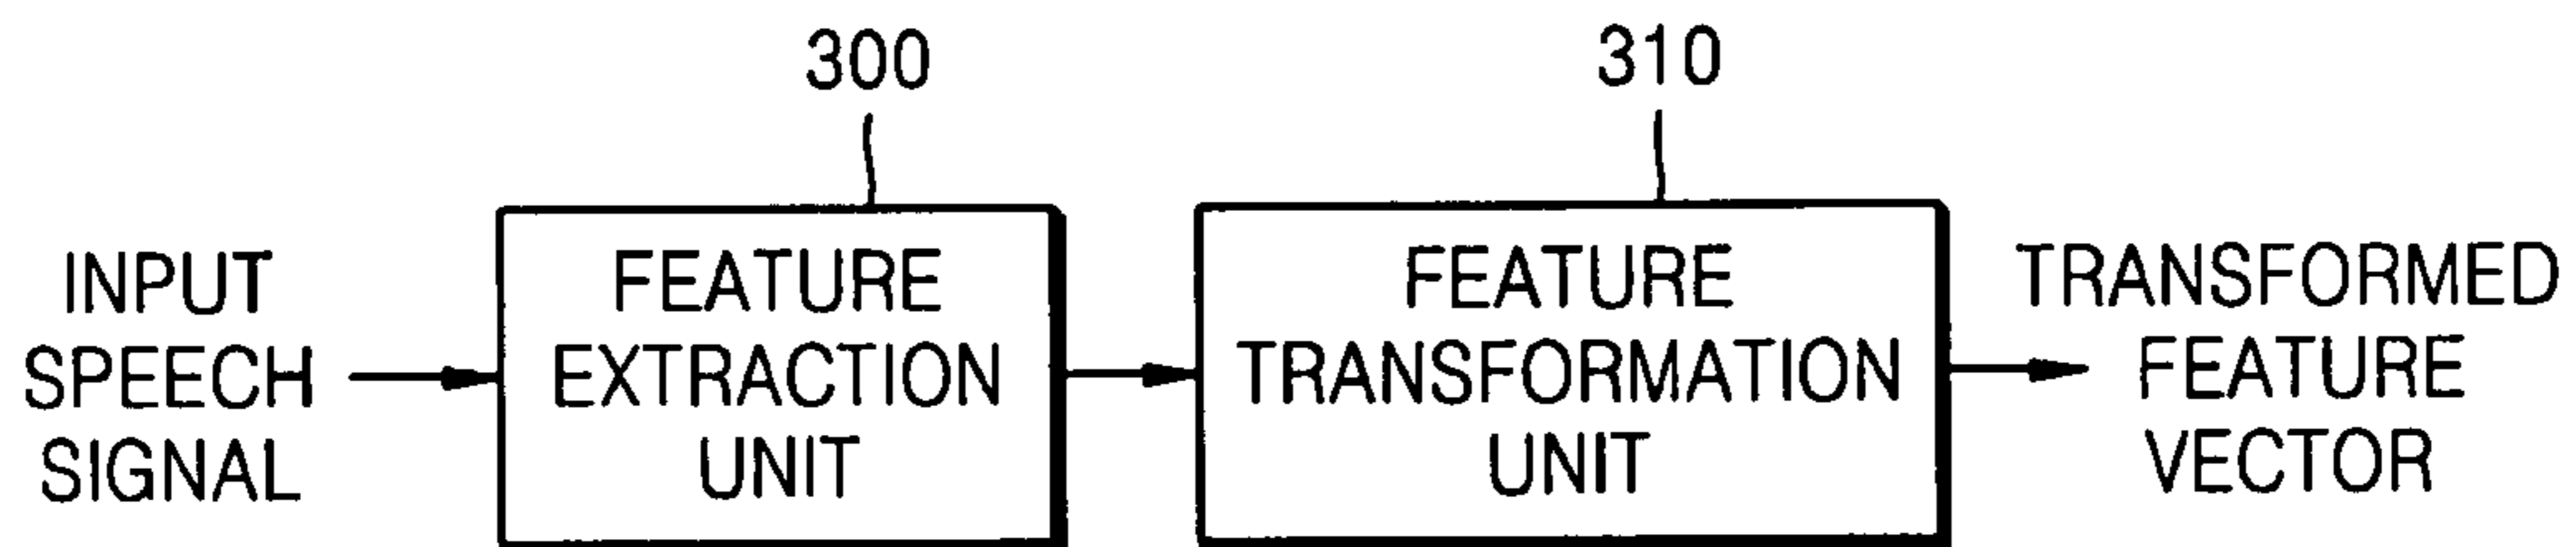 300
310
INPUT
SPEECH
SIGNAL
FEATURE
EXTRACTION
UNIT
FEATURE
TRANSFORMATION
UNIT
TRANSFORMED
FEATURE
VECTOR